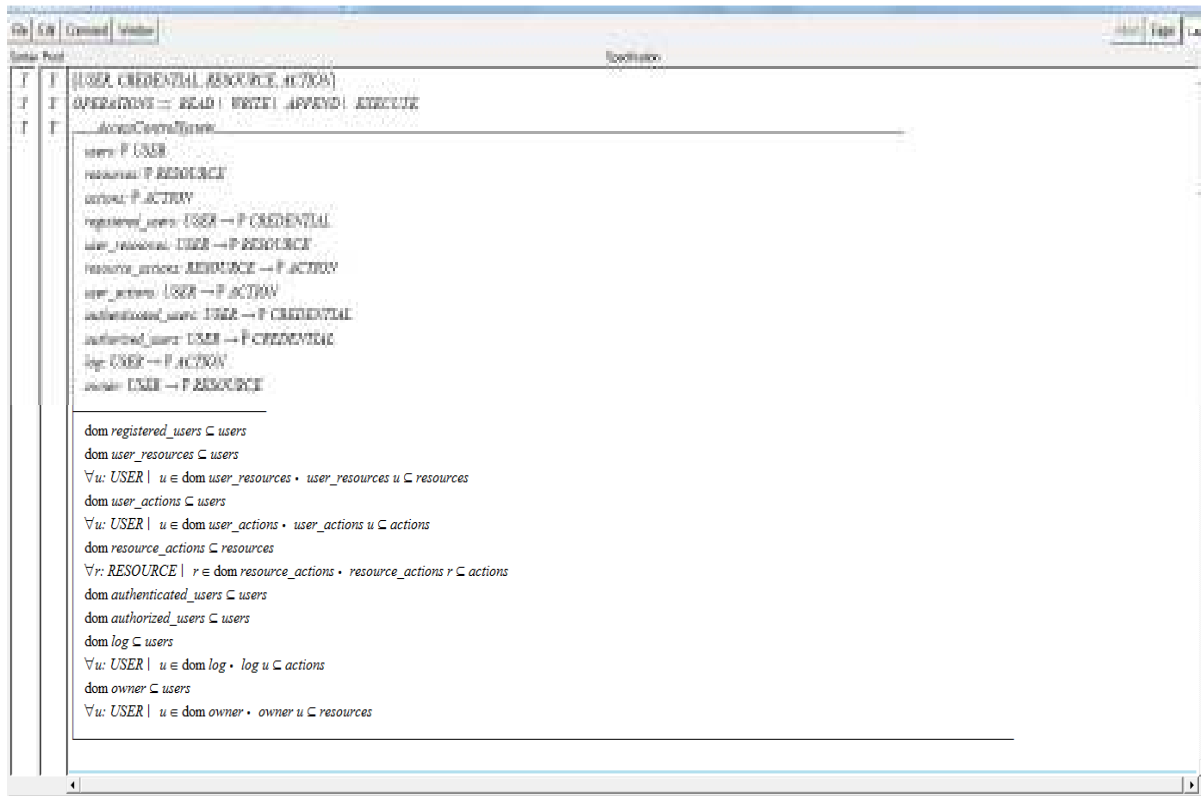 File Edit Command Window Abort Eager
Syntax Proof Specification
Y Y [USER, CREDENTIAL, RESOURCE, ACTION]
Y Y OPERATIONS ::= READ | WRITE | APPEND | EXECUTE
Y Y AccessControlSystem
users: ℙ USER
resources: ℙ RESOURCE
actions: ℙ ACTION
registered_users: USER → ℙ CREDENTIAL
user_resources: USER → ℙ RESOURCE
resource_actions: RESOURCE → ℙ ACTION
user_actions: USER → ℙ ACTION
authenticated_users: USER → ℙ CREDENTIAL
authorized_users: USER → ℙ CREDENTIAL
log: USER → ℙ ACTION
owner: USER → ℙ RESOURCE
dom registered_users ⊆ users
dom user_resources ⊆ users
∀u: USER | u ∈ dom user_resources • user_resources u ⊆ resources
dom user_actions ⊆ users
∀u: USER | u ∈ dom user_actions • user_actions u ⊆ actions
dom resource_actions ⊆ resources
∀r: RESOURCE | r ∈ dom resource_actions • resource_actions r ⊆ actions
dom authenticated_users ⊆ users
dom authorized_users ⊆ users
dom log ⊆ users
∀u: USER | u ∈ dom log • log u ⊆ actions
dom owner ⊆ users
∀u: USER | u ∈ dom owner • owner u ⊆ resources